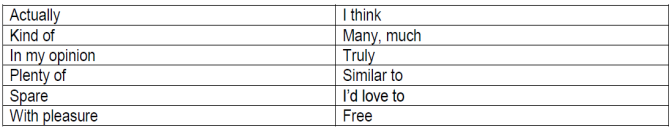 Actually I think
Kind of Many, much
In my opinion Truly
Plenty of Similar to
Spare I'd love to
With pleasure Free